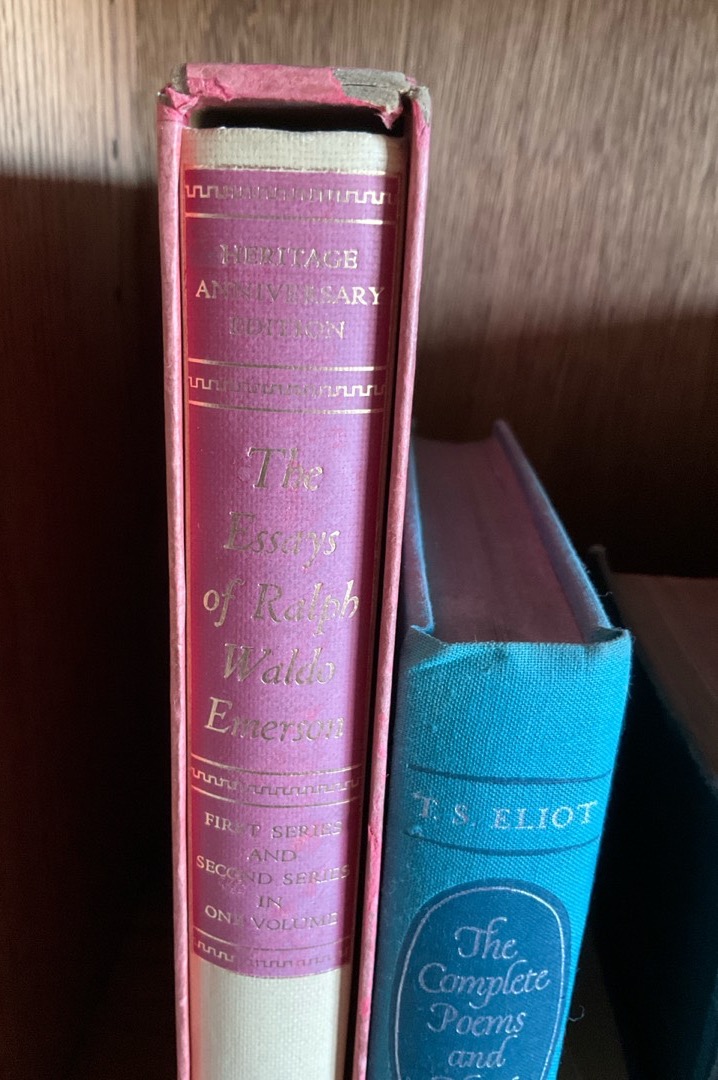 HERITAGE
ANNIVERSARY
EDITION
The
Essays
of Ralph
Waldo
Emerson
FIRST SERIES
AND
SECOND SERIES
IN
ONE VOLUME
T. S. ELIOT
The
Complete
Poems
and